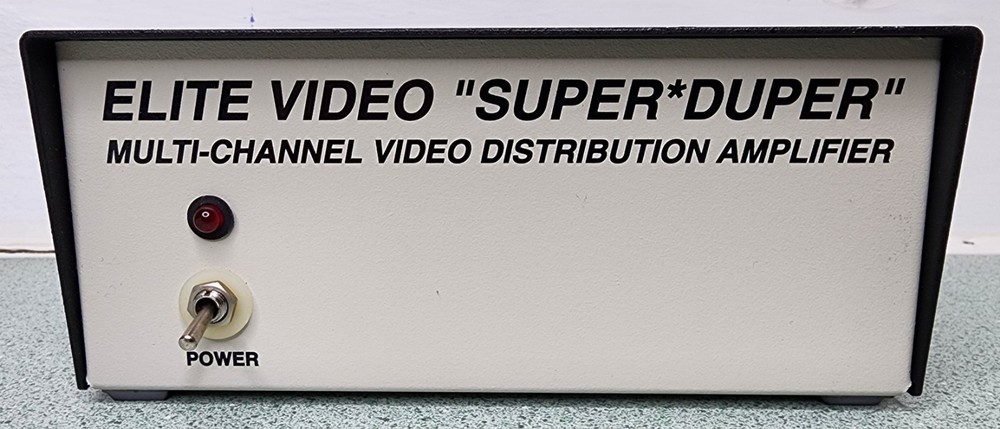 ELITE VIDEO "SUPER*DUPER"
MULTI-CHANNEL VIDEO DISTRIBUTION AMPLIFIER
POWER